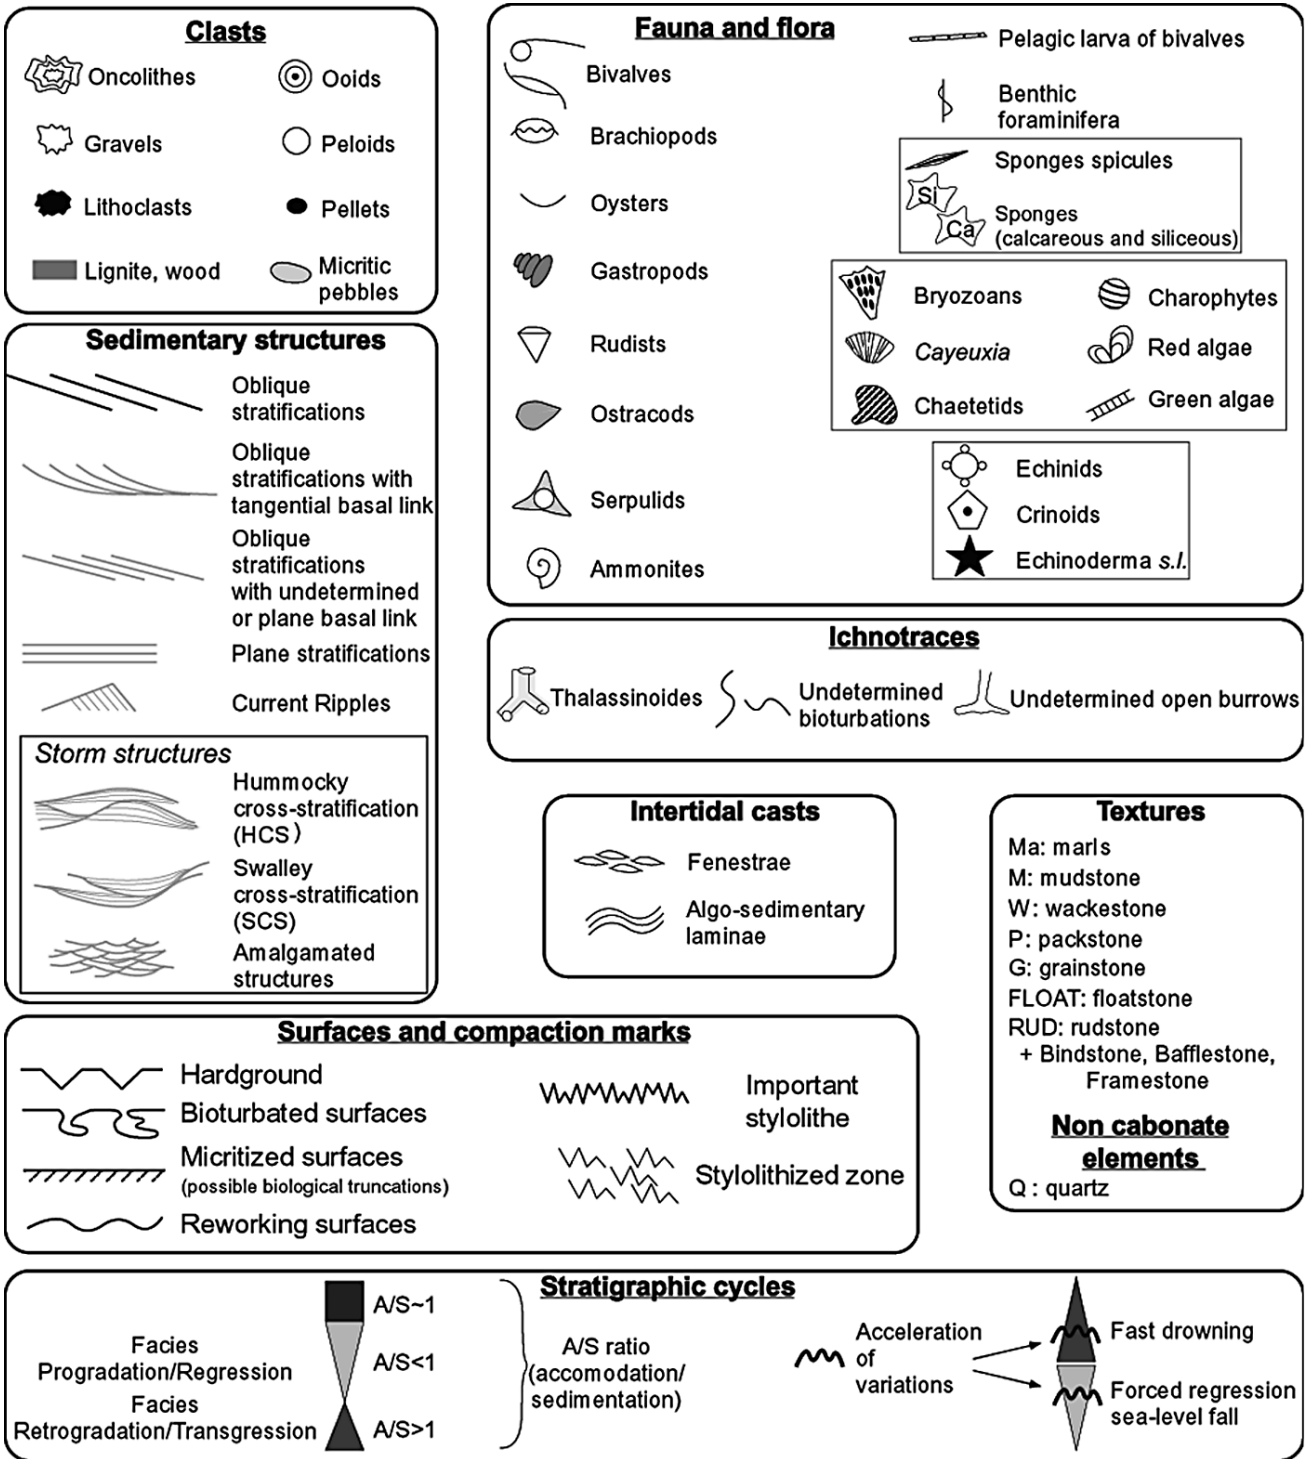 Clasts
Oncolithes
Ooids
Gravels
Peloids
Lithoclasts
Pellets
Lignite, wood
Micritic
pebbles
Sedimentary structures
Oblique
stratifications
Oblique
stratifications with
tangential basal link
Oblique
stratifications
with undetermined
or plane basal link
Plane stratifications
Current Ripples
Storm structures
Hummocky
cross-stratification
(HCS)
Swalley
cross-stratification
(SCS)
Amalgamated
structures
Fauna and flora
Bivalves
Brachiopods
Oysters
Gastropods
Rudists
Ostracods
Serpulids
Ammonites
Pelagic larva of bivalves
Benthic
foraminifera
Sponges spicules
Si
Ca
Sponges
(calcareous and siliceous)
Bryozoans
Charophytes
Cayeuxia
Red algae
Chaetetids
Green algae
Echinids
Crinoids
Echinoderma s.l.
Ichnotraces
Thalassinoides
Undetermined
bioturbations
Undetermined open burrows
Intertidal casts
Fenestrae
Algo-sedimentary
laminae
Textures
Ma: marls
M: mudstone
W: wackestone
P: packstone
G: grainstone
FLOAT: floatstone
RUD: rudstone
+ Bindstone, Bafflestone,
Framestone
Non cabonate
elements
Q : quartz
Surfaces and compaction marks
Hardground
Bioturbated surfaces
Micritized surfaces
(possible biological truncations)
Reworking surfaces
Important
stylolithe
Stylolithized zone
Stratigraphic cycles
Facies
Progradation/Regression
Facies
Retrogradation/Transgression
A/S~1
A/S<1
A/S>1
A/S ratio
(accomodation/
sedimentation)
Acceleration
of
variations
Fast drowning
Forced regression
sea-level fall